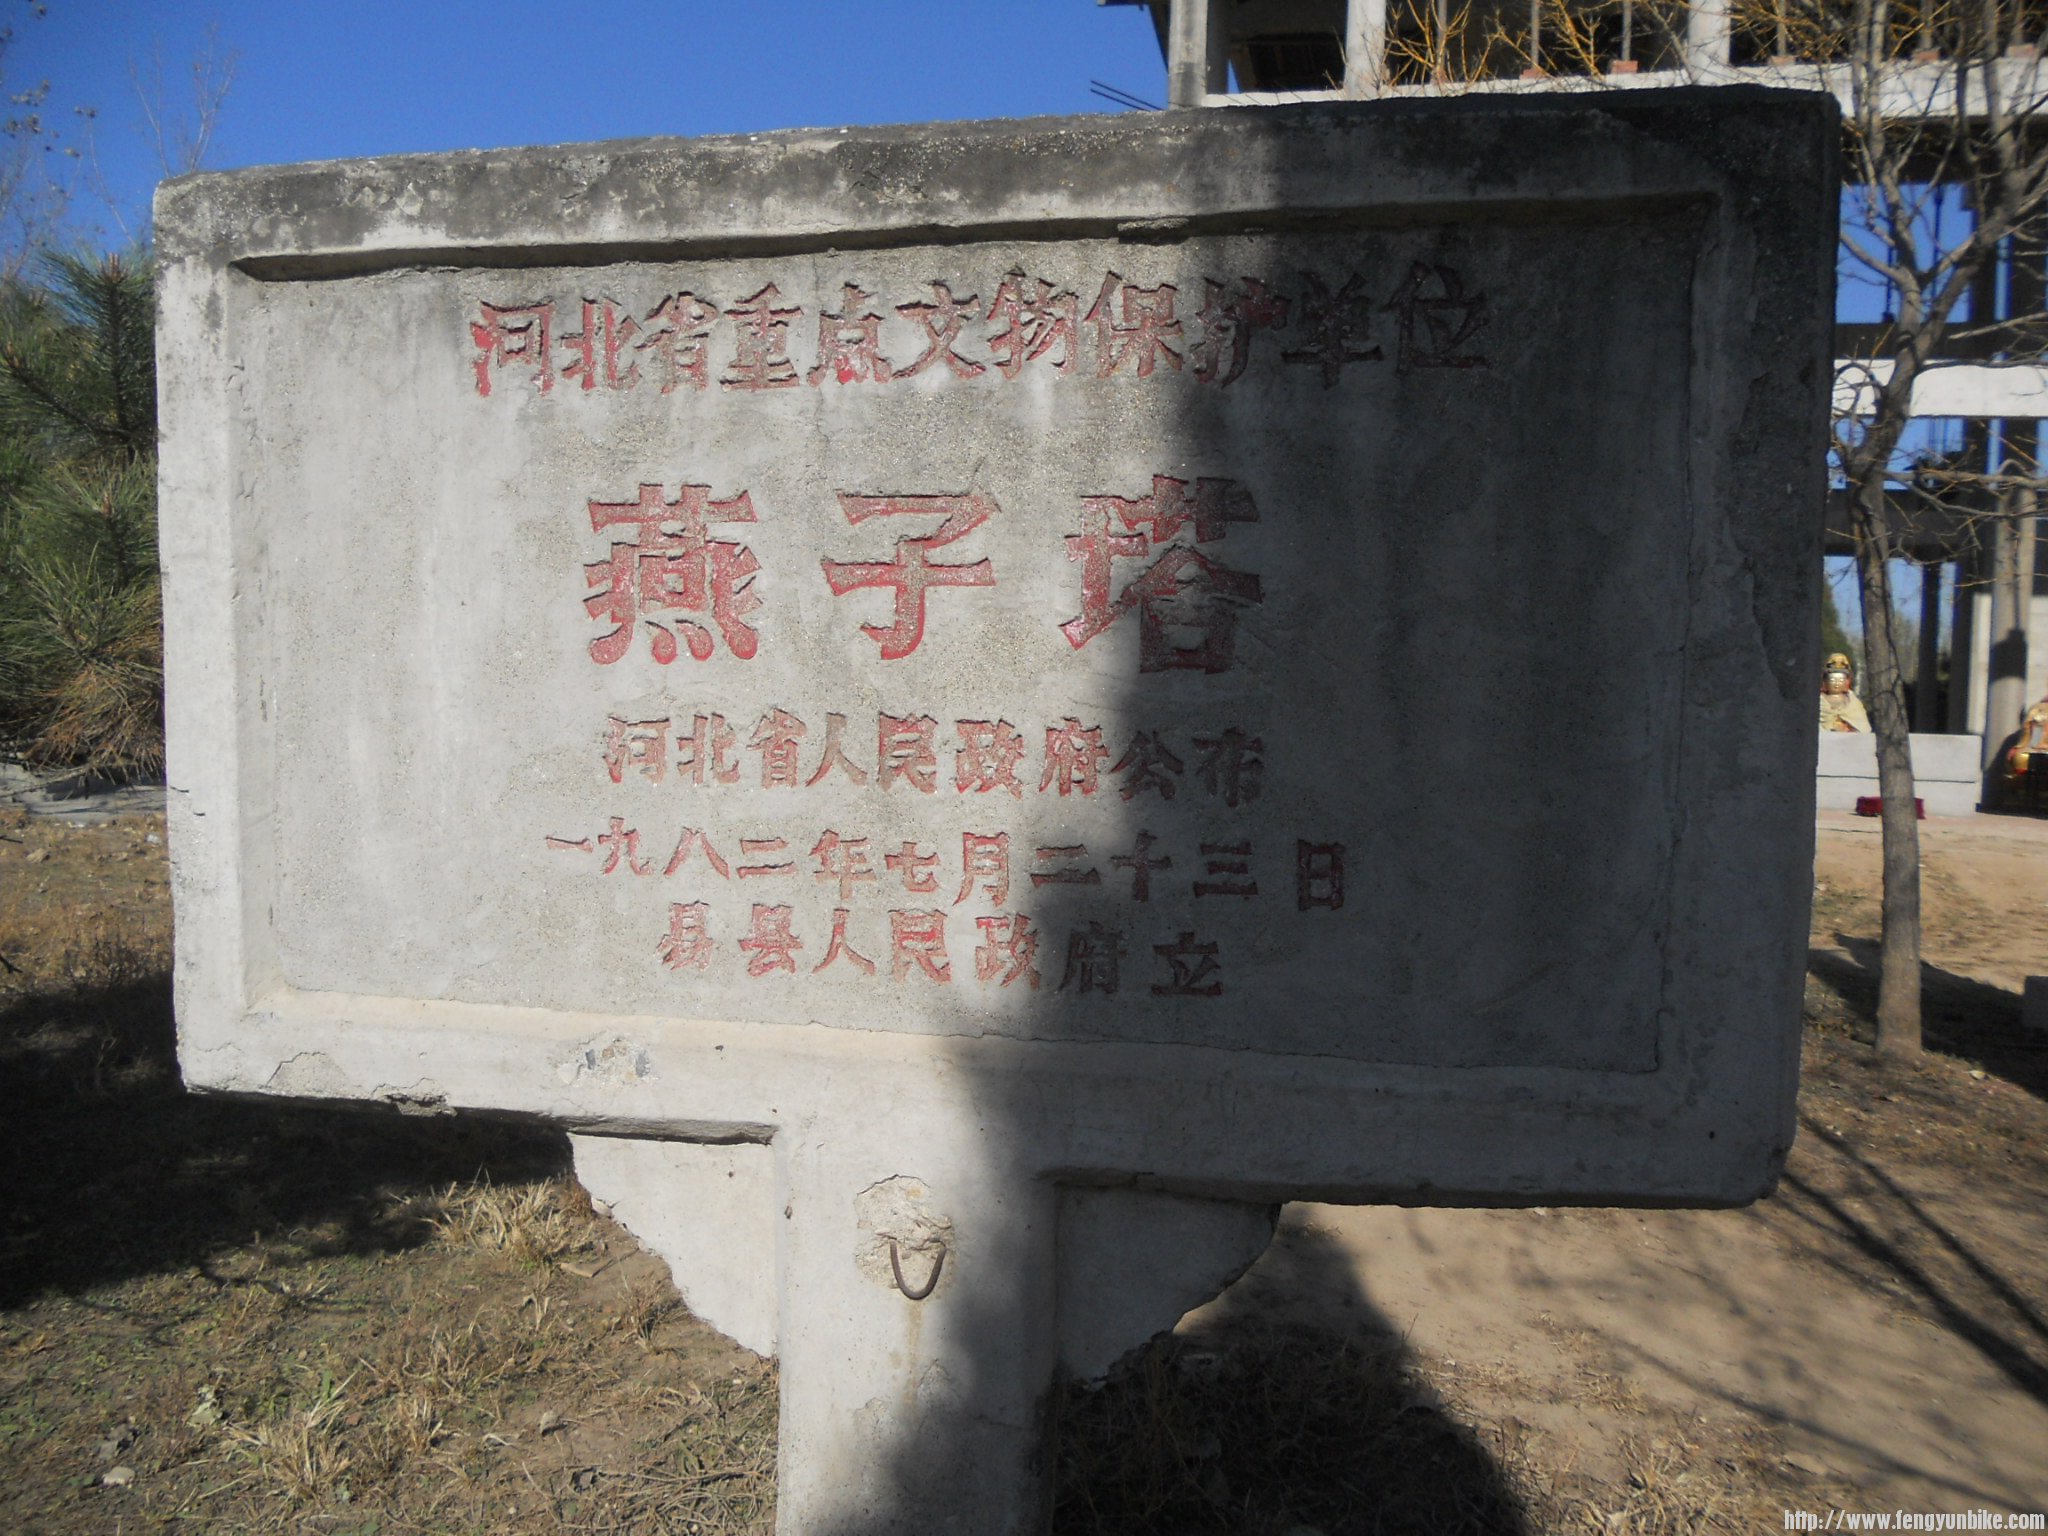 河北省重点文物保护单位
燕子塔
河北省人民政府公布
一九八二年七月二十三日
易县人民政府立
http://www.fengyunbike.com